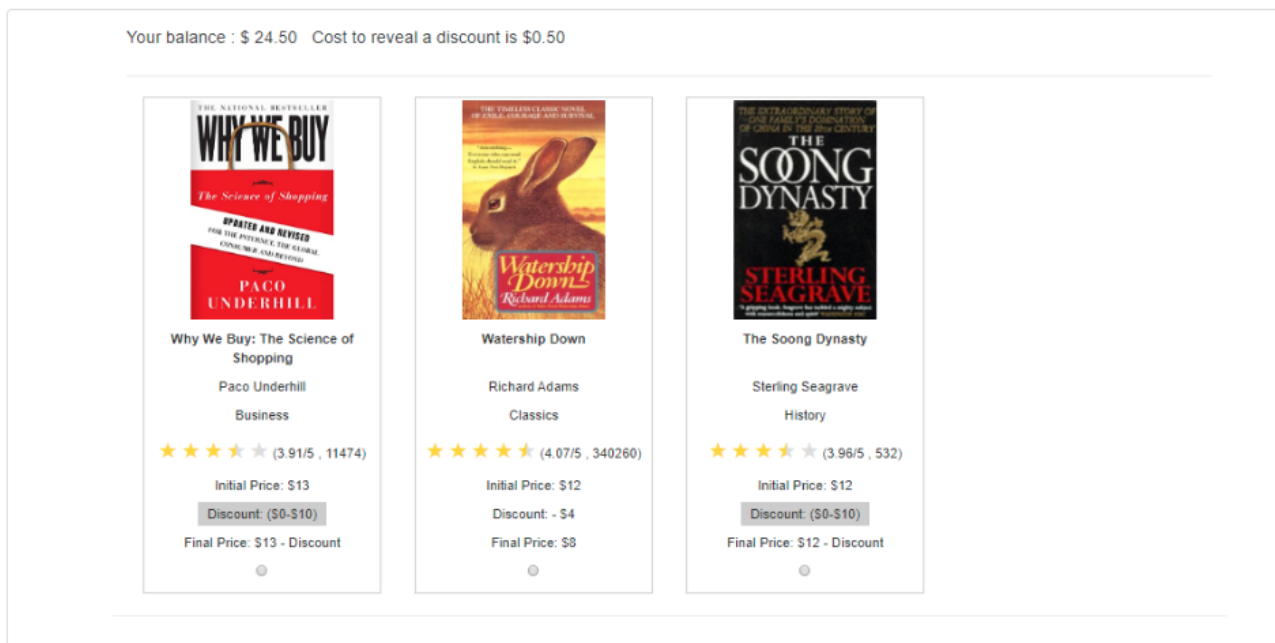 Your balance : $ 24.50 Cost to reveal a discount is $0.50
THE NATIONAL BESTSELLER
WHY WE BUY
The Science of Shopping
UPDATED AND REVISED
FOR THE INTERNET, THE GLOBAL
CONSUMER AND BEYOND
PACO
UNDERHILL
Why We Buy: The Science of
Shopping
Paco Underhill
Business
(3.91/5 , 11474)
Initial Price: $13
Discount: ($0-$10)
Final Price: $13 - Discount
THE TIMELESS CLASSIC NOVEL
OF EXILE, COURAGE AND SURVIVAL
Watership
Down
Richard Adams
Watership Down
Richard Adams
Classics
(4.07/5 , 340260)
Initial Price: $12
Discount: - $4
Final Price: $8
THE EXTRAORDINARY STORY OF
ONE FAMILY'S DOMINATION
OF CHINA IN THE 20TH CENTURY
THE
SOONG
DYNASTY
STERLING
SEAGRAVE
The Soong Dynasty
Sterling Seagrave
History
(3.96/5 , 532)
Initial Price: $12
Discount: ($0-$10)
Final Price: $12 - Discount